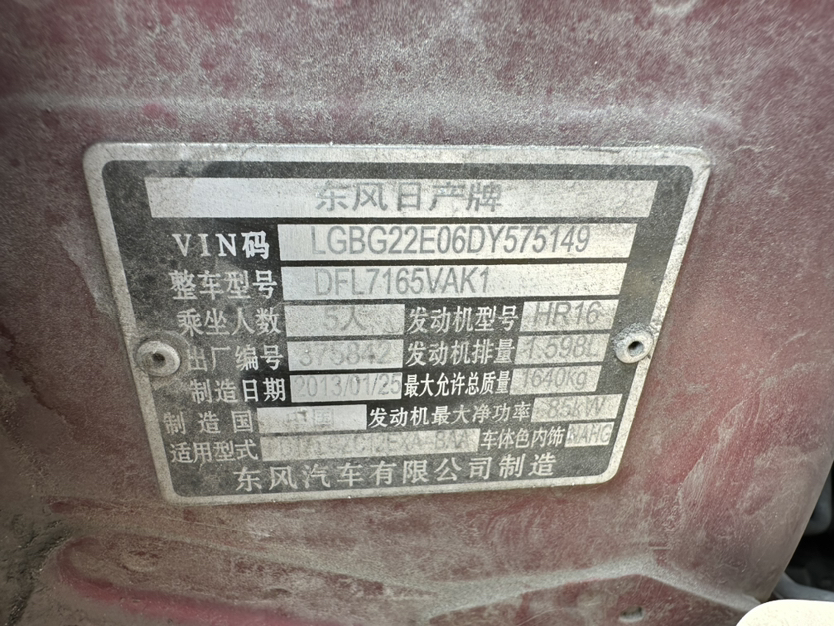 东风日产牌
VIN码 LGBG22E06DY575149
整车型号 DFL7165VAK1
乘坐人数 5人 发动机型号 HR16
出厂编号 375842 发动机排量 1.598L
制造日期 2013/01/25 最大允许总质量 1640kg
制造国 中国 发动机最大净功率 85kW
适用型式 车体色内饰 NAHG
东风汽车有限公司制造